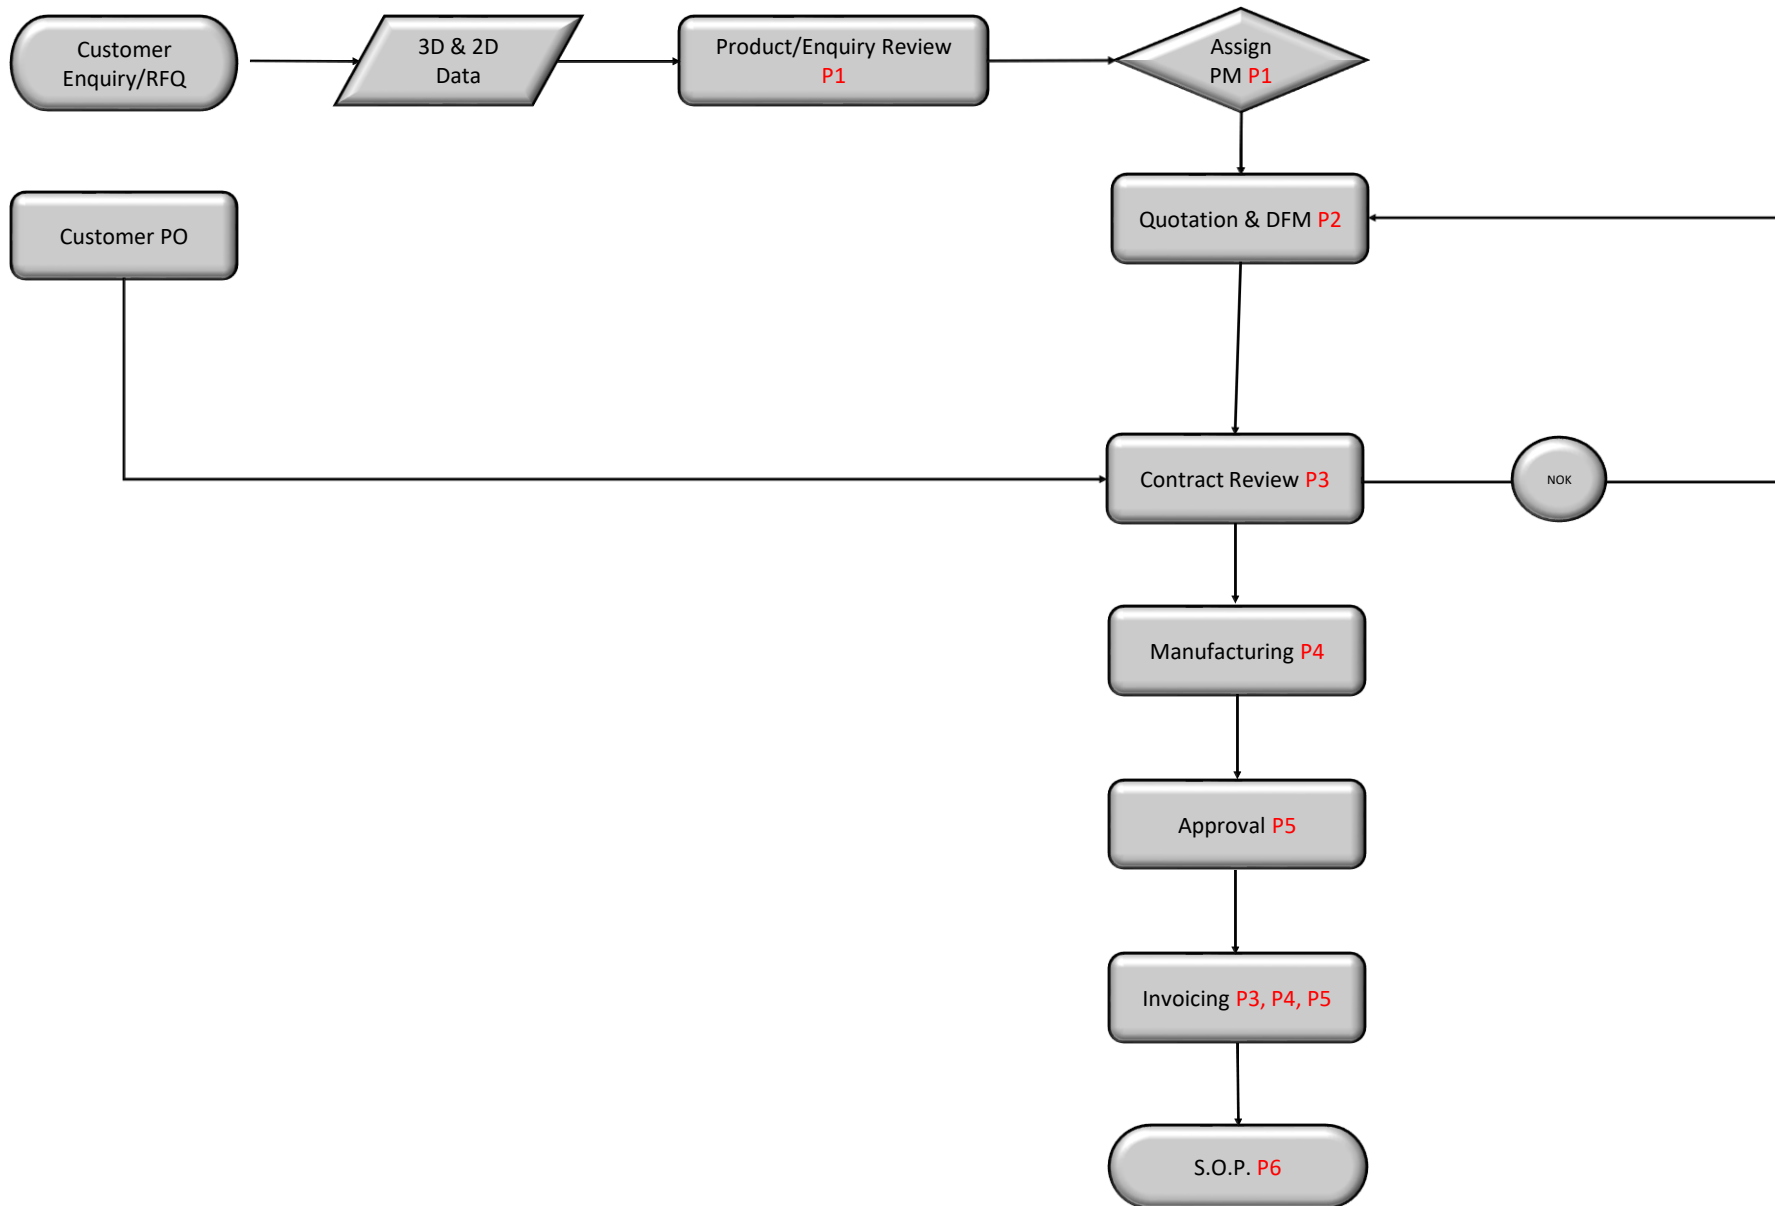 Customer
Enquiry/RFQ
3D & 2D
Data
Product/Enquiry Review
P1
Assign
PM P1
Customer PO
Quotation & DFM P2
Contract Review P3
NOK
Manufacturing P4
Approval P5
Invoicing P3, P4, P5
S.O.P. P6